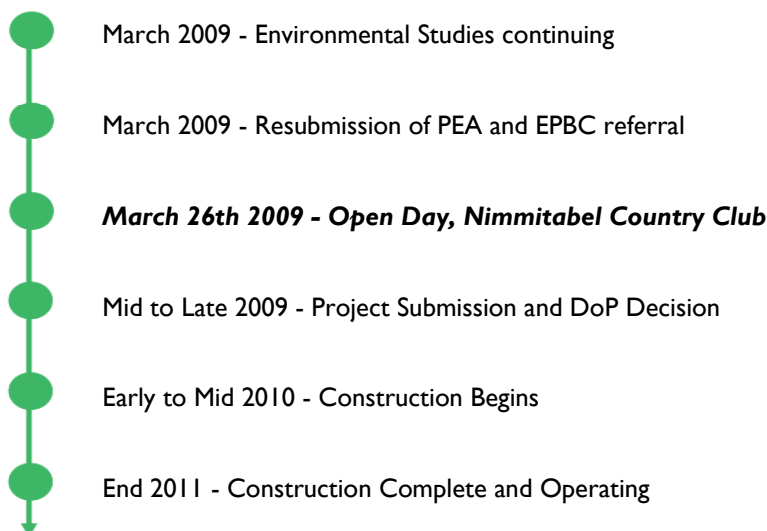 March 2009 - Environmental Studies continuing
March 2009 - Resubmission of PEA and EPBC referral
March 26th 2009 - Open Day, Nimmitabel Country Club
Mid to Late 2009 - Project Submission and DoP Decision
Early to Mid 2010 - Construction Begins
End 2011 - Construction Complete and Operating